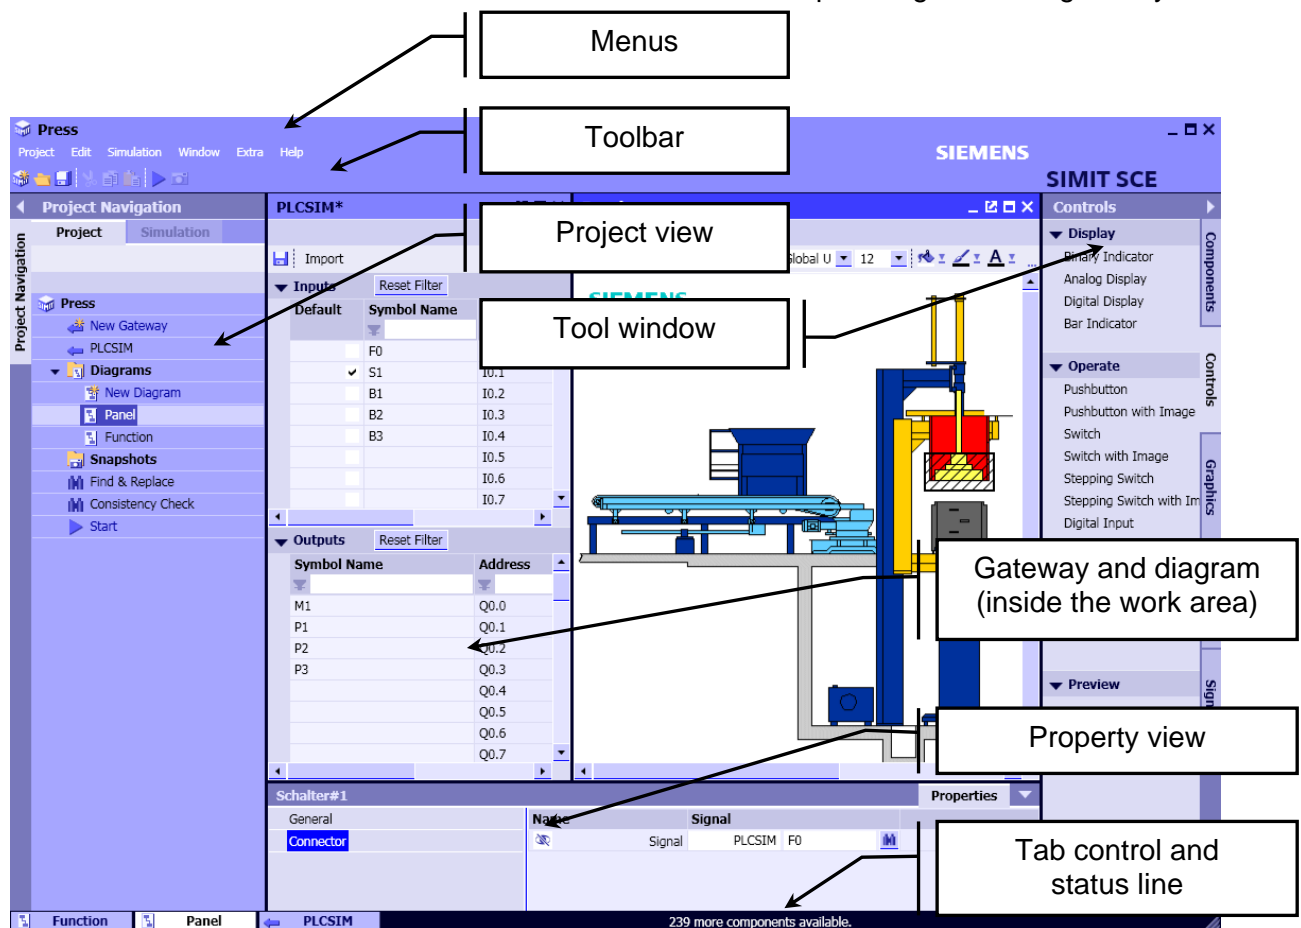 Menus
Press
Toolbar
Project Edit Simulation Window Extra Help
SIEMENS
SIMIT SCE
Project Navigation
PLCSIM*
Controls
Project Simulation
Project view
Display
Import
Global U 12
Binary Indicator
Project Navigation
Components
Inputs Reset Filter
Analog Display
Default Symbol Name
SIEMENS
Digital Display
Press
Tool window
Bar Indicator
New Gateway
PLCSIM
F0
Diagrams
S1 I0.1
Operate
Controls
New Diagram
B1 I0.2
Pushbutton
Panel
B2 I0.3
Pushbutton with Image
Function
B3 I0.4
Switch
Snapshots
I0.5
Switch with Image
Find & Replace
I0.6
Stepping Switch
Graphics
Consistency Check
I0.7
Stepping Switch with Im
Start
Digital Input
Outputs Reset Filter
Symbol Name Address
Gateway and diagram
(inside the work area)
M1 Q0.0
P1 Q0.1
P2 Q0.2
P3 Q0.3
Q0.4
Preview
Q0.5
Q0.6
Q0.7
Property view
Schalter#1
Properties
General
Name Signal
Connector
Signal PLCSIM F0
Tab control and
status line
Function Panel PLCSIM
239 more components available.